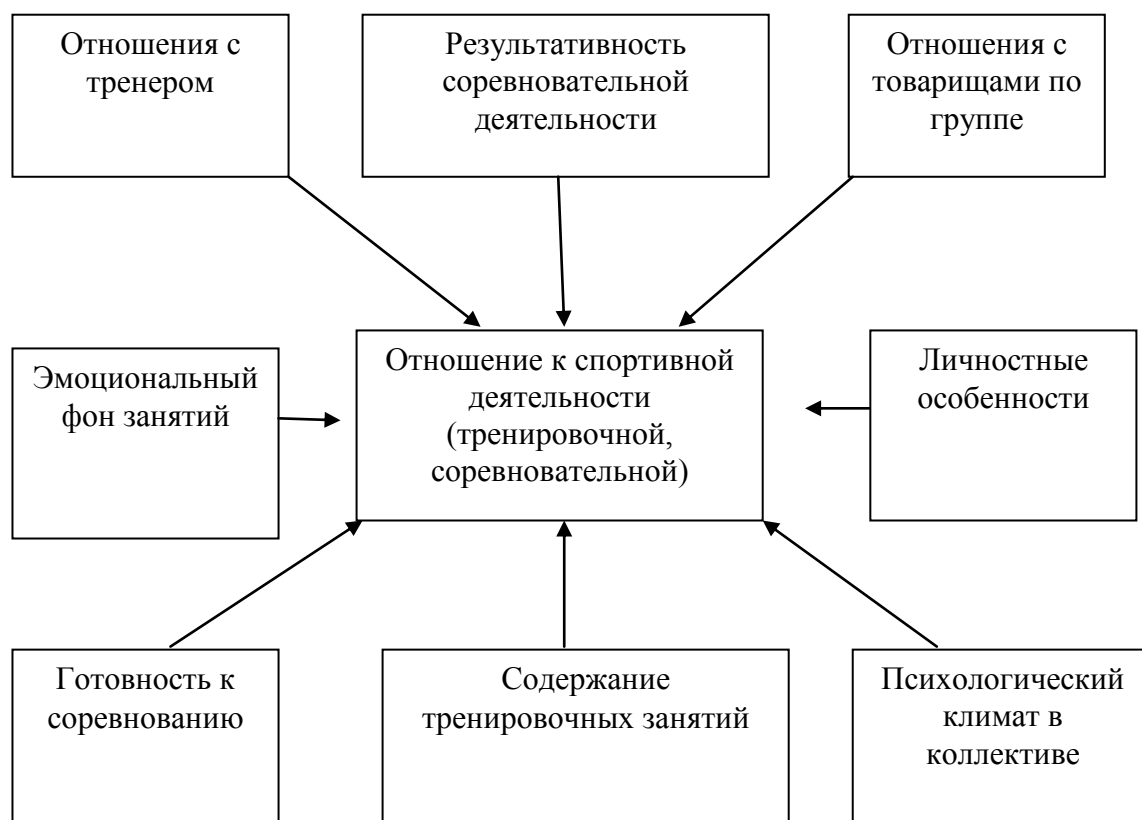 Отношения с
тренером
Результативность
соревновательной
деятельности
Отношения с
товарищами по
группе
Эмоциональный
фон занятий
Отношение к спортивной
деятельности
(тренировочной,
соревновательной)
Личностные
особенности
Готовность к
соревнованию
Содержание
тренировочных занятий
Психологический
климат в
коллективе